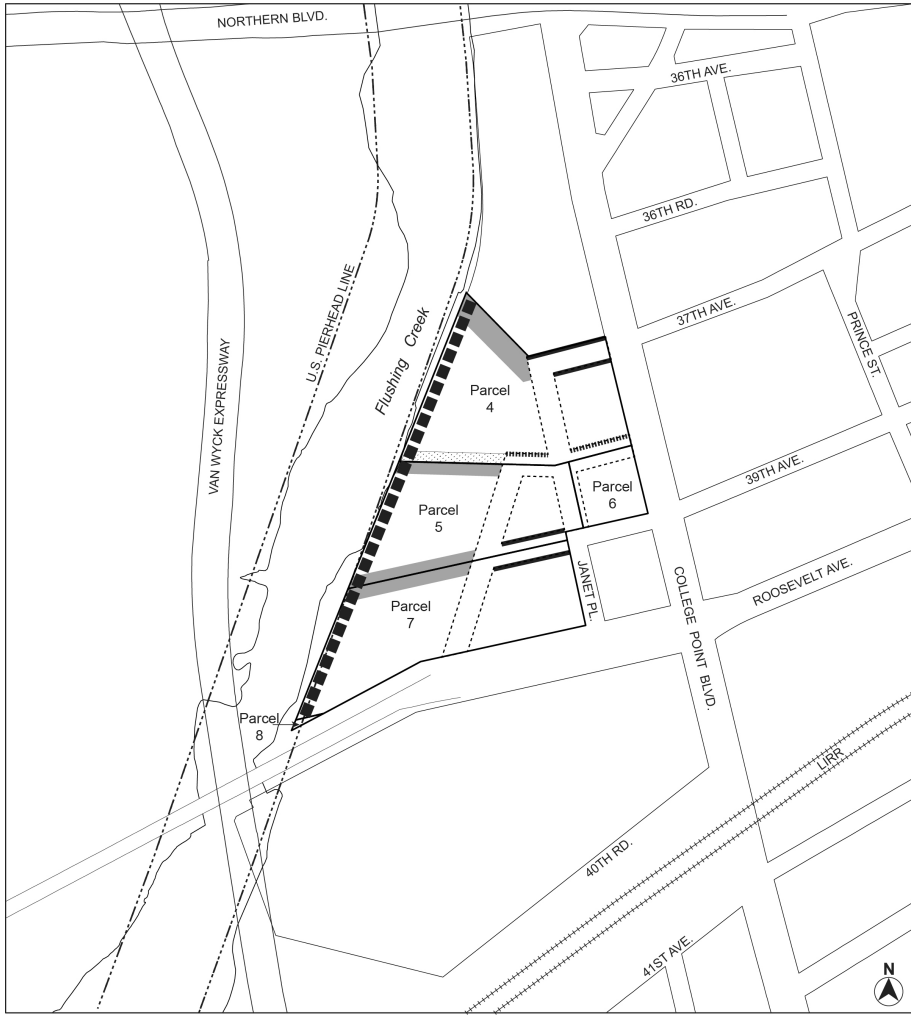 NORTHERN BLVD.
36TH AVE.
36TH RD.
37TH AVE.
PRINCE ST.
U.S. PIERHEAD LINE
Flushing Creek
VAN WYCK EXPRESSWAY
Parcel
4
39TH AVE.
Parcel
6
Parcel
5
JANET PL.
COLLEGE POINT BLVD.
ROOSEVELT AVE.
Parcel
7
Parcel
8
LIRR
40TH RD.
41ST AVE.
N